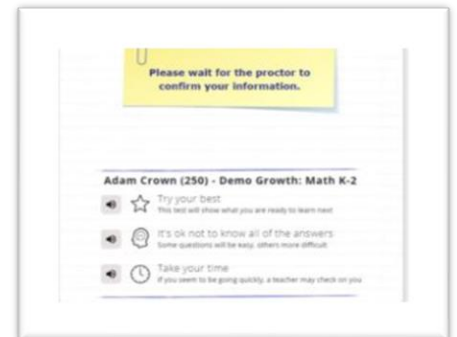 Please wait for the proctor to
confirm your information.
Adam Crown (250) - Demo Growth: Math K-2
Try your best
This test will show what you are ready to learn next
It's ok not to know all of the answers
Some questions will be easy, others more difficult
Take your time
If you seem to be going quickly, a teacher may check on you